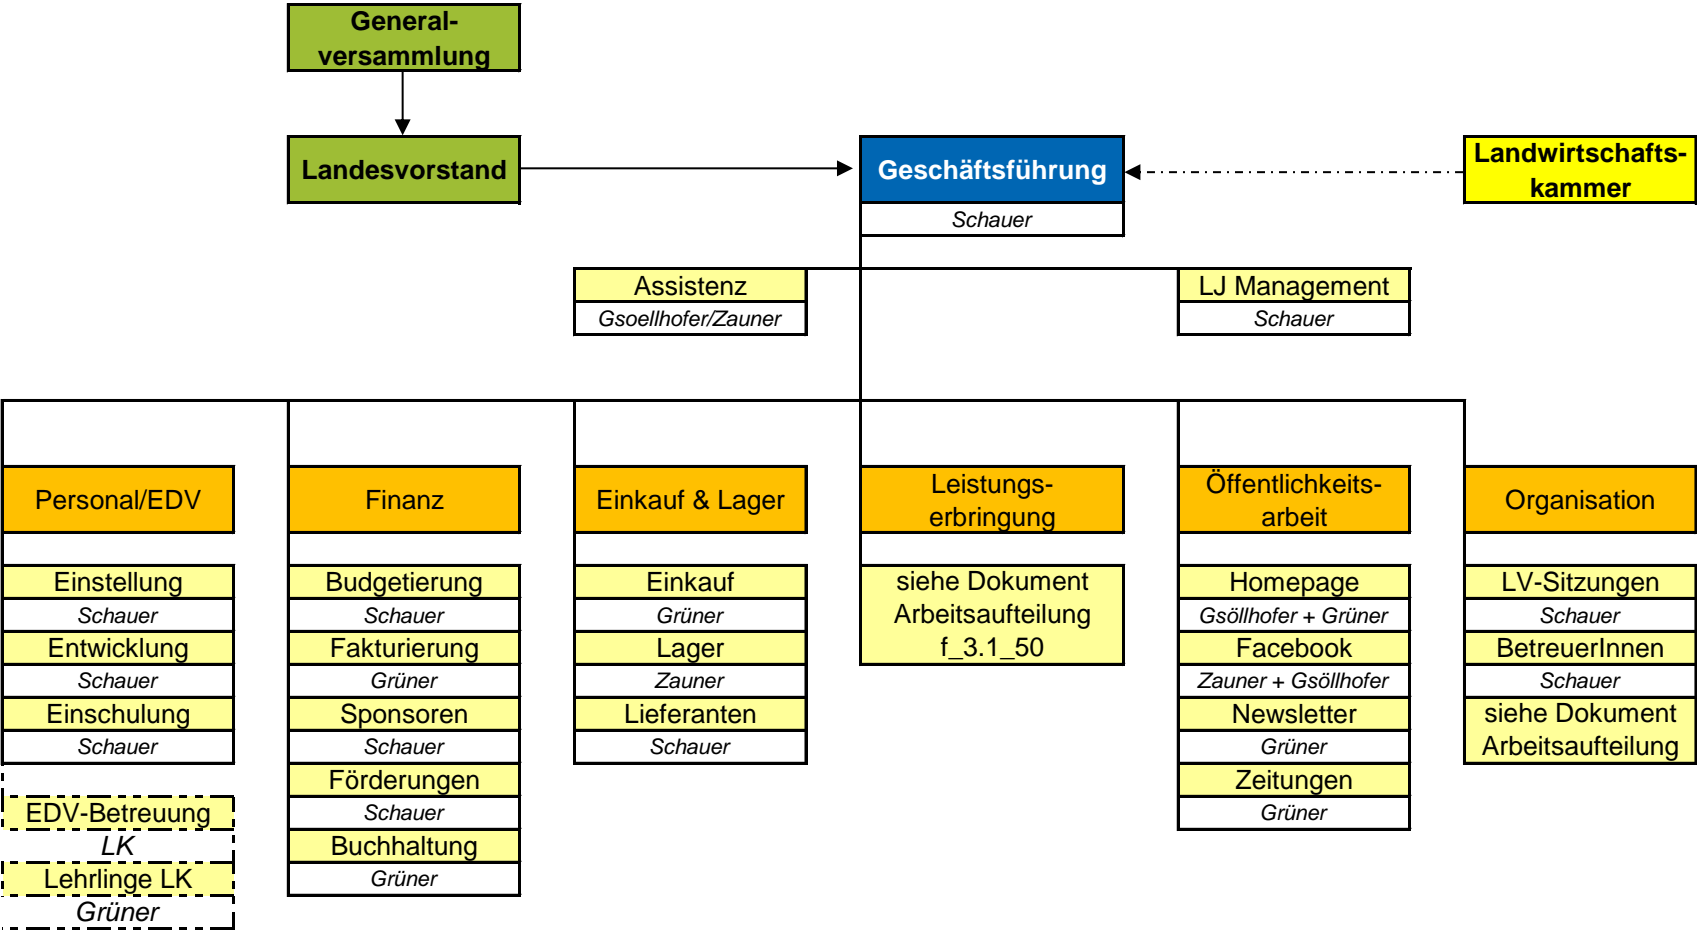 General-
versammlung
Landesvorstand
Geschäftsführung
Schauer
Landwirtschafts-
kammer
Assistenz
Gsoellhofer/Zauner
LJ Management
Schauer
Personal/EDV
Einstellung
Schauer
Entwicklung
Schauer
Einschulung
Schauer
EDV-Betreuung
LK
Lehrlinge LK
Grüner
Finanz
Budgetierung
Schauer
Fakturierung
Grüner
Sponsoren
Schauer
Förderungen
Schauer
Buchhaltung
Grüner
Einkauf & Lager
Einkauf
Grüner
Lager
Zauner
Lieferanten
Schauer
Leistungs-
erbringung
siehe Dokument
Arbeitsaufteilung
f_3.1_50
Öffentlichkeits-
arbeit
Homepage
Gsöllhofer + Grüner
Facebook
Zauner + Gsöllhofer
Newsletter
Grüner
Zeitungen
Grüner
Organisation
LV-Sitzungen
Schauer
BetreuerInnen
Schauer
siehe Dokument
Arbeitsaufteilung